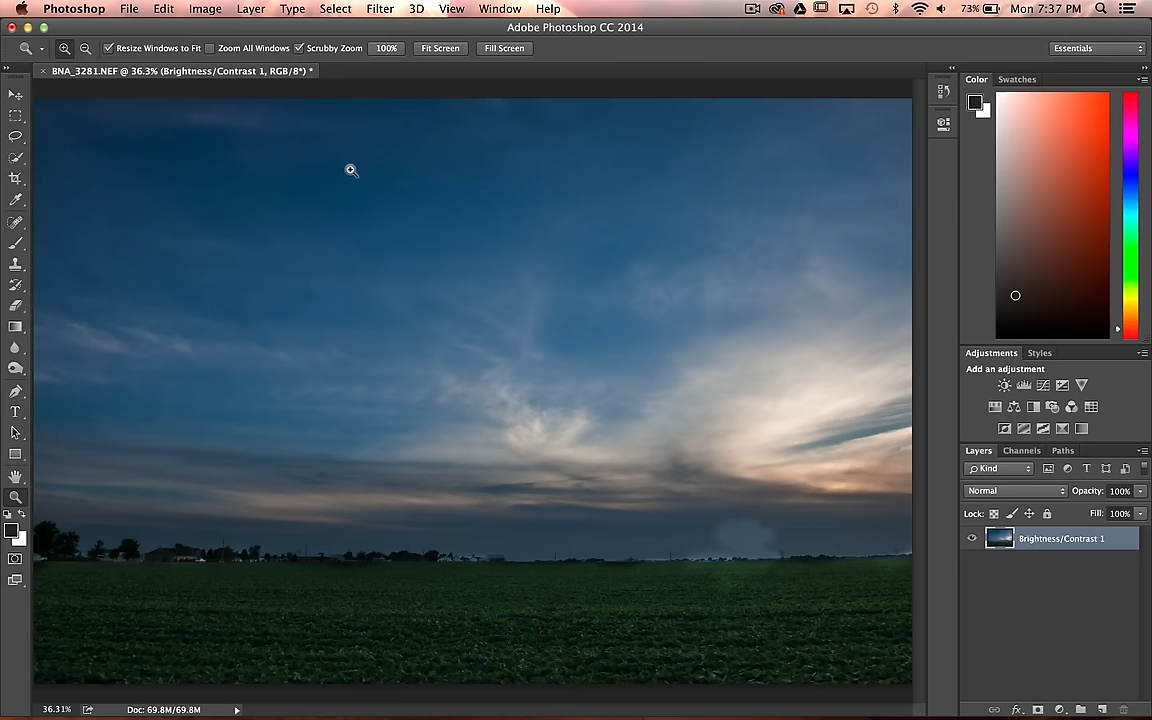 Photoshop File Edit Image Layer Type Select Filter 3D View Window Help 73% Mon 7:37 PM
Adobe Photoshop CC 2014
Resize Windows to Fit Zoom All Windows Scrubby Zoom 100% Fit Screen Fill Screen Essentials
BNA_3281.NEF @ 36.3% (Brightness/Contrast 1, RGB/8*) *
Color Swatches
Adjustments Styles
Add an adjustment
Layers Channels Paths
Kind
Normal Opacity: 100%
Lock: Fill: 100%
Brightness/Contrast 1
36.31% Doc: 69.8M/69.8M